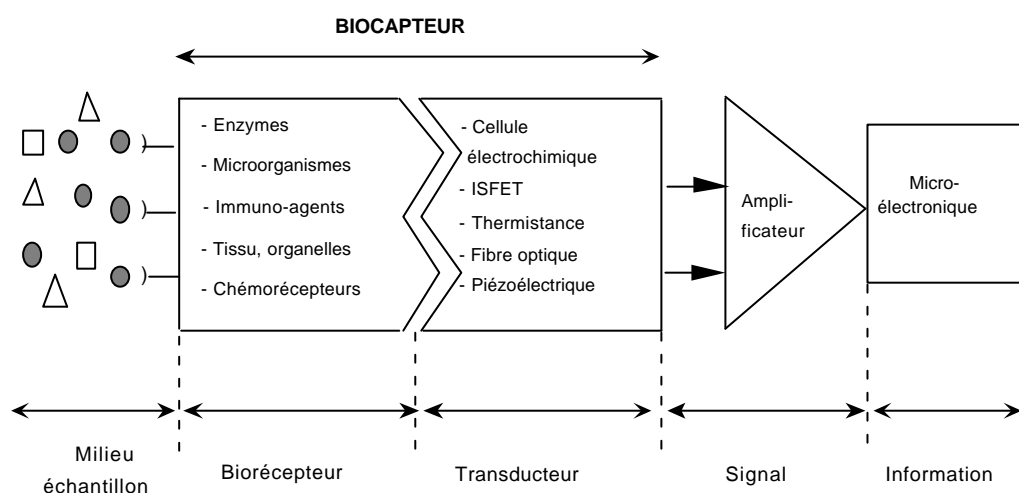 BIOCAPTEUR
- Enzymes
- Microorganismes
- Immuno-agents
- Tissu, organelles
- Chémorécepteurs
- Cellule
électrochimique
- ISFET
- Thermistance
- Fibre optique
- Piézoélectrique
Ampli-
ficateur
Micro-
électronique
Milieu
échantillon
Biorécepteur
Transducteur
Signal
Information